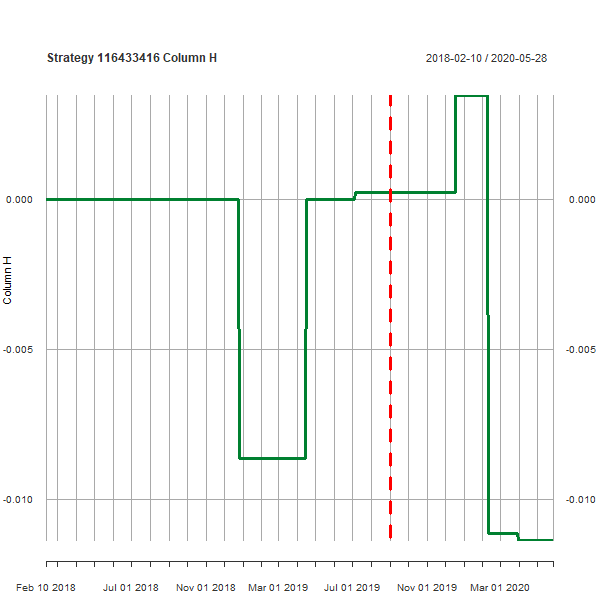 Strategy 116433416 Column H
2018-02-10 / 2020-05-28
0.000
0.000
Column H
-0.005
-0.005
-0.010
-0.010
Feb 10 2018
Jul 01 2018
Nov 01 2018
Mar 01 2019
Jul 01 2019
Nov 01 2019
Mar 01 2020